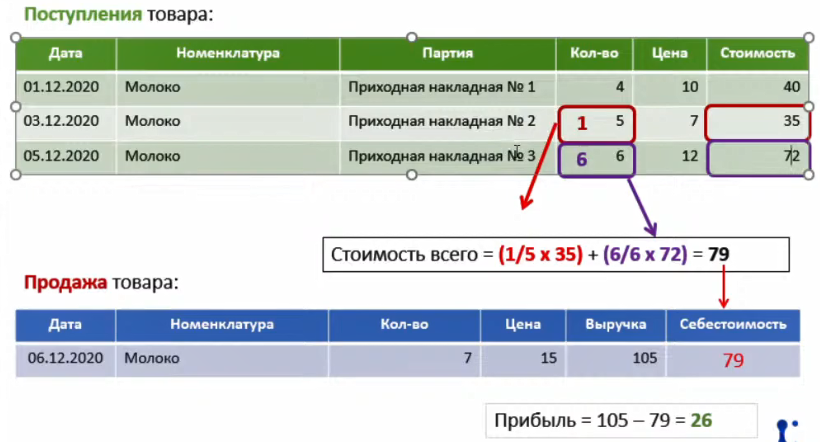 Поступления товара:
Дата Номенклатура Партия Кол-во Цена Стоимость
01.12.2020 Молоко Приходная накладная № 1 4 10 40
03.12.2020 Молоко Приходная накладная № 2 1 5 7 35
05.12.2020 Молоко Приходная накладная № 3 6 6 12 72
Стоимость всего = (1/5 x 35) + (6/6 x 72) = 79
Продажа товара:
Дата Номенклатура Кол-во Цена Выручка Себестоимость
06.12.2020 Молоко 7 15 105 79
Прибыль = 105 – 79 = 26